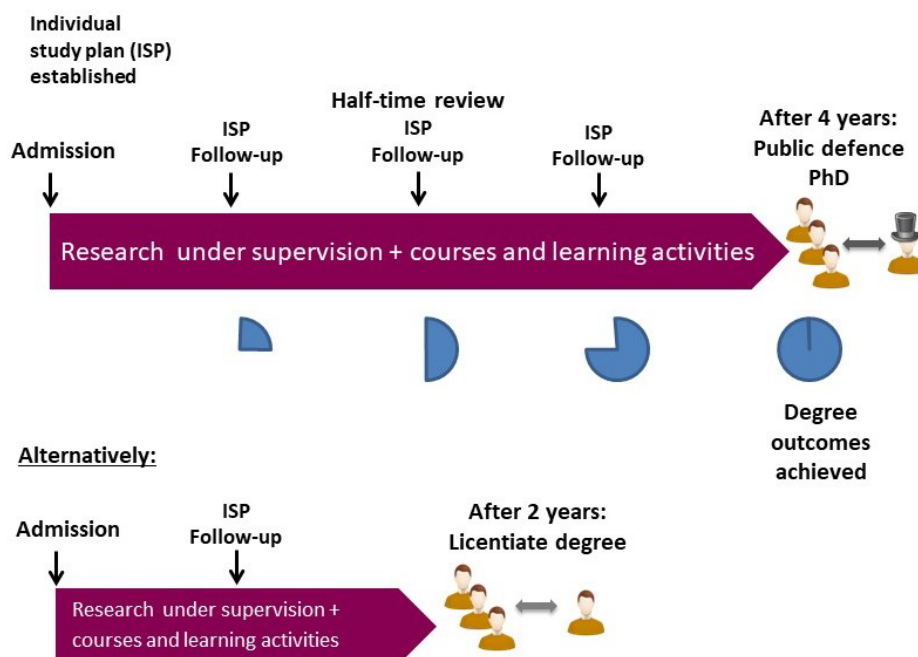 Individual
study plan (ISP)
established
Admission
ISP
Follow-up
Half-time review
ISP
Follow-up
ISP
Follow-up
After 4 years:
Public defence
PhD
Research under supervision + courses and learning activities
Degree
outcomes
achieved
Alternatively:
Admission
ISP
Follow-up
After 2 years:
Licentiate degree
Research under supervision +
courses and learning activities